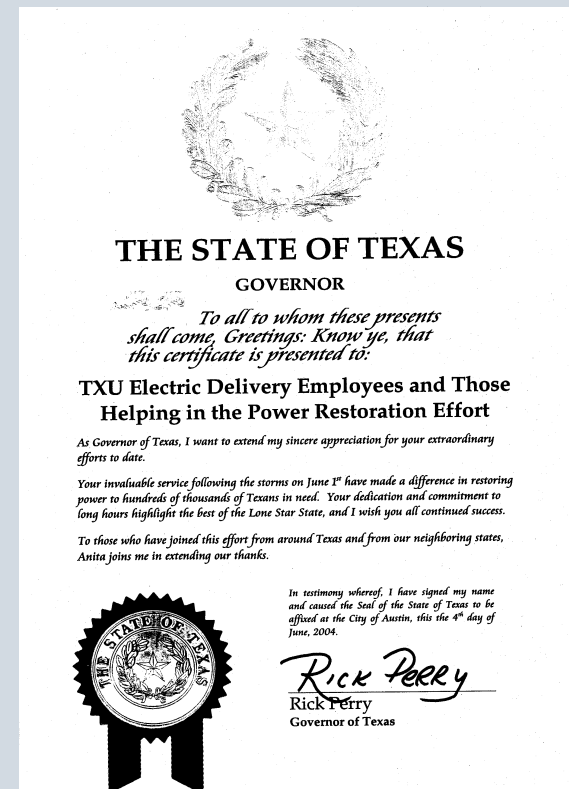 THE STATE OF TEXAS
GOVERNOR
To all to whom these presents
shall come, Greetings: Know ye, that
this certificate is presented to:
TXU Electric Delivery Employees and Those
Helping in the Power Restoration Effort
As Governor of Texas, I want to extend my sincere appreciation for your extraordinary
efforts to date.
Your invaluable service following the storms on June 1st have made a difference in restoring
power to hundreds of thousands of Texans in need. Your dedication and commitment to
long hours highlight the best of the Lone Star State, and I wish you all continued success.
To those who have joined this effort from around Texas and from our neighboring states,
Anita joins me in extending our thanks.
In testimony whereof, I have signed my name
and caused the Seal of the State of Texas to be
affixed at the City of Austin, this the 4th day of
June, 2004.
THE STATE OF TEXAS
RICK PERRY
Rick Perry
Governor of Texas